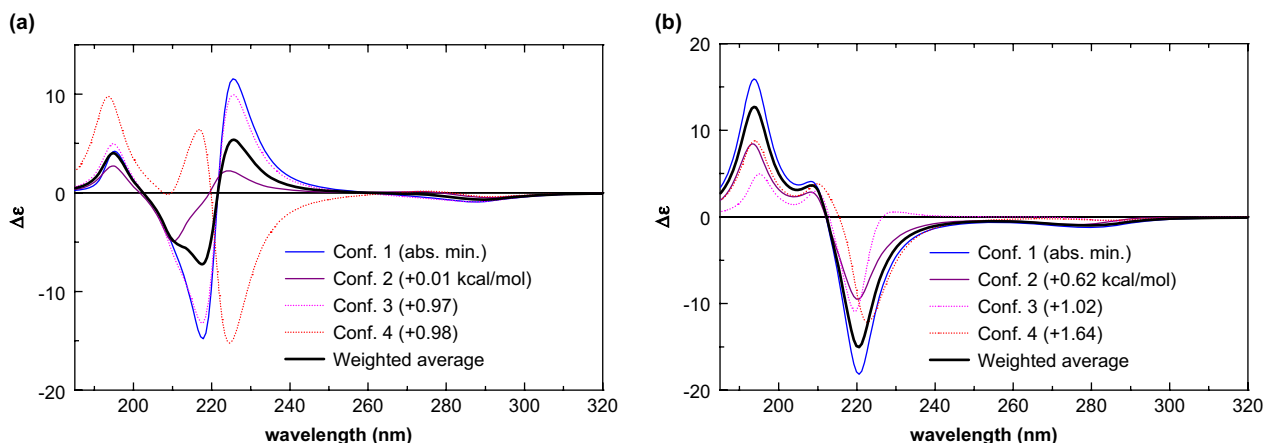 (a)
10
0
-10
-20
Δε
200 220 240 260 280 300 320
wavelength (nm)
Conf. 1 (abs. min.)
Conf. 2 (+0.01 kcal/mol)
Conf. 3 (+0.97)
Conf. 4 (+0.98)
Weighted average
(b)
20
10
0
-10
-20
Δε
200 220 240 260 280 300 320
wavelength (nm)
Conf. 1 (abs. min.)
Conf. 2 (+0.62 kcal/mol)
Conf. 3 (+1.02)
Conf. 4 (+1.64)
Weighted average